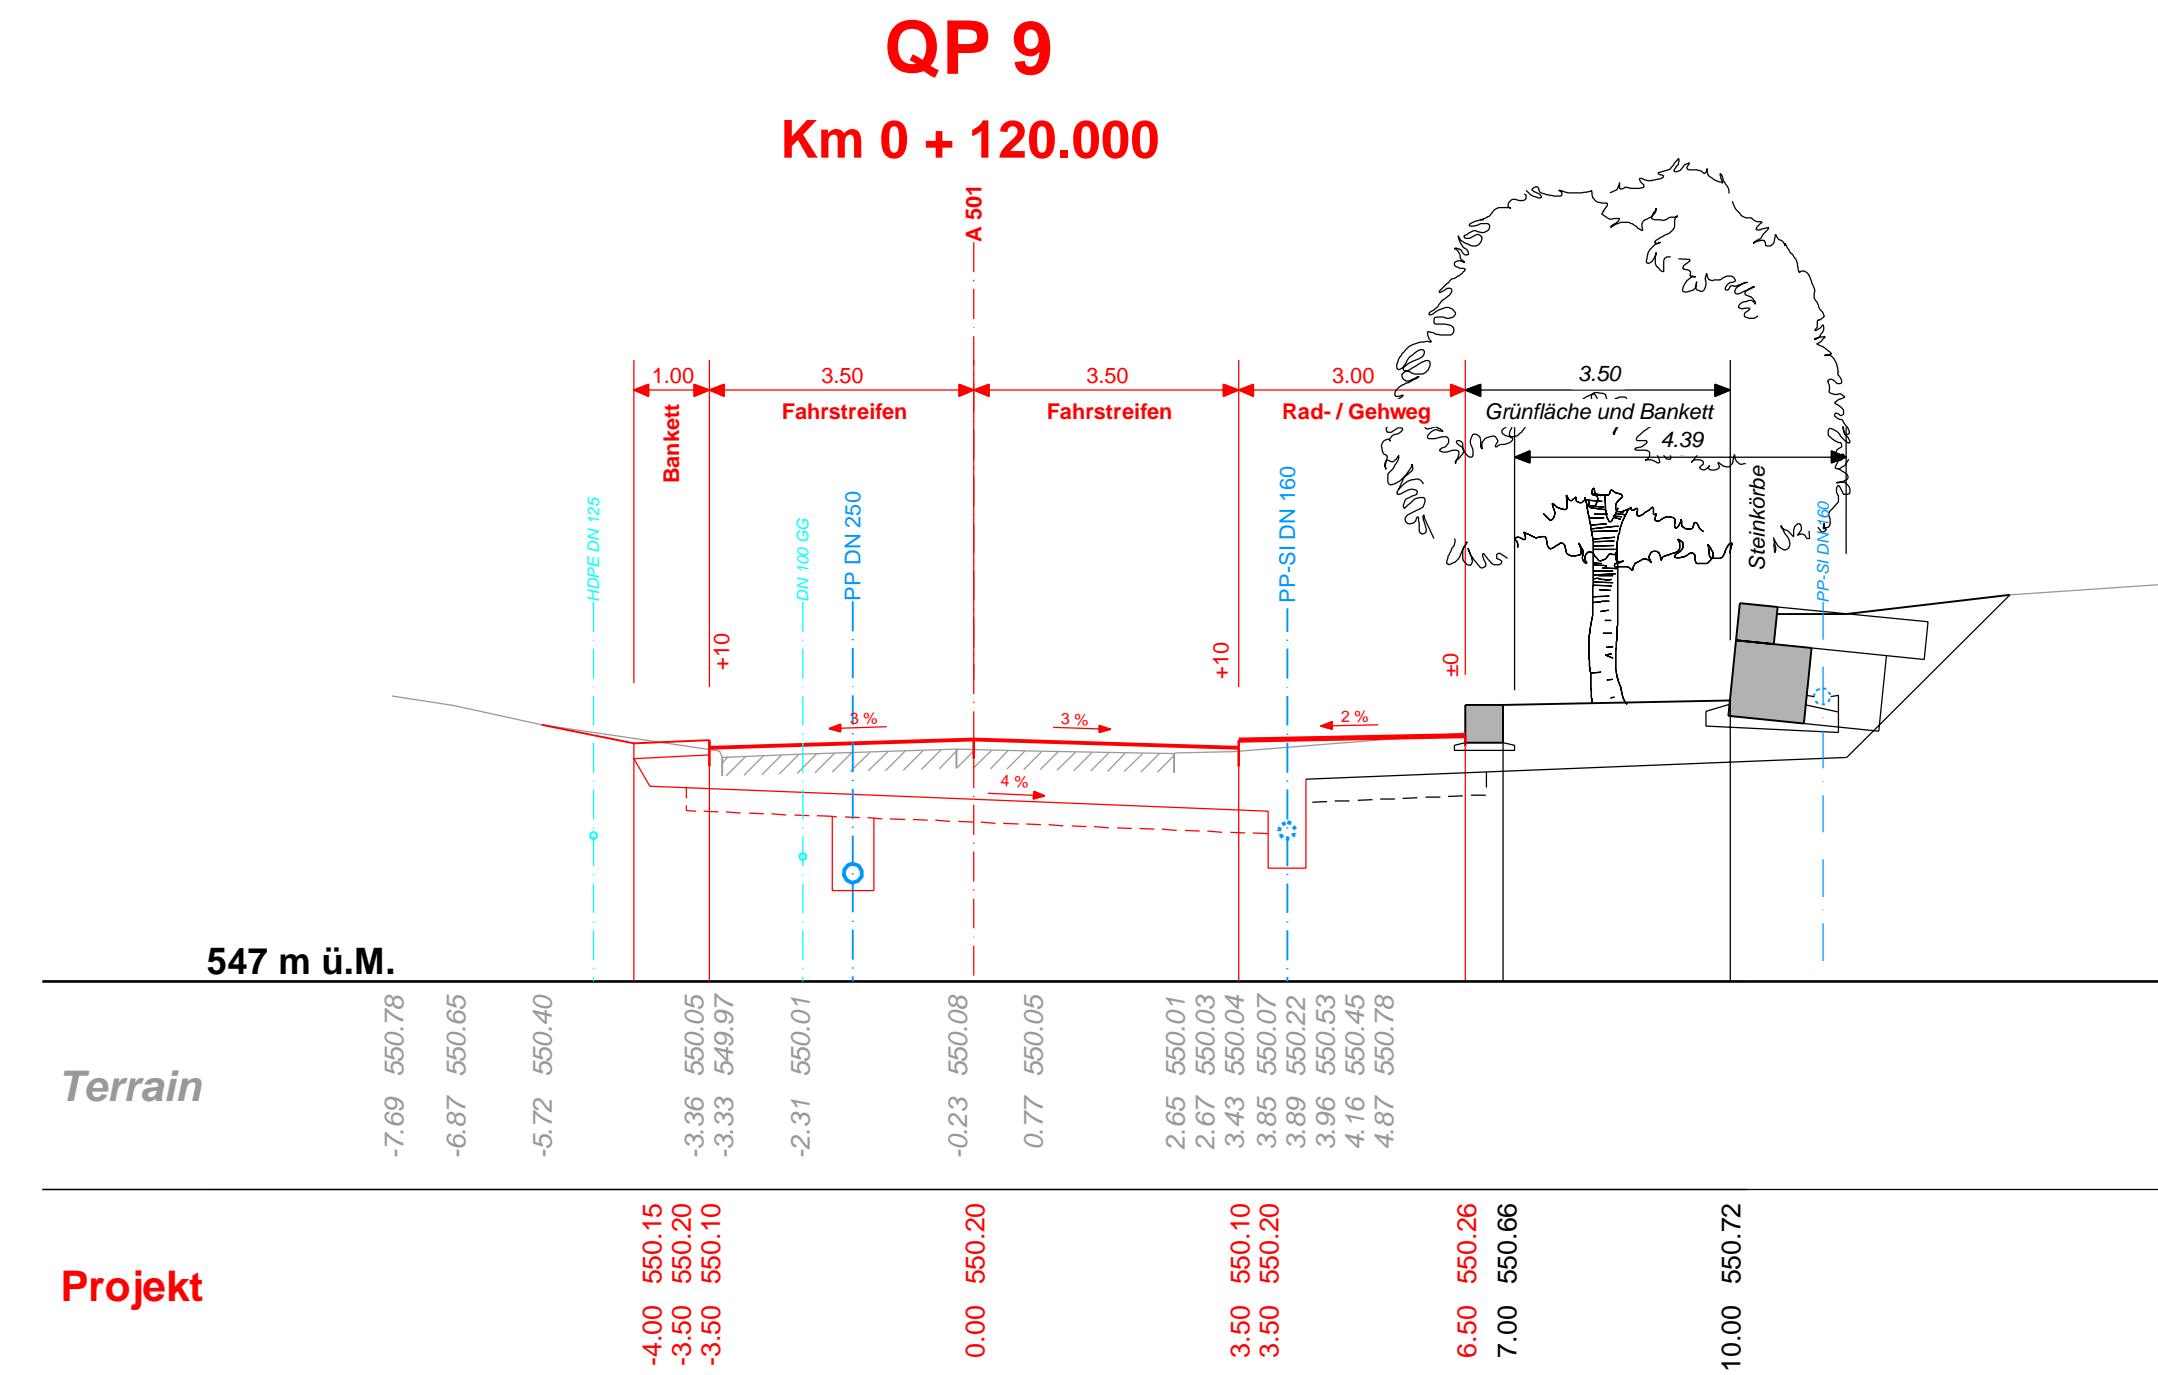 QP 9
Km 0 + 120.000
A 501
1.00
3.50
3.50
3.00
3.50
Bankett
Fahrstreifen
Fahrstreifen
Rad- / Gehweg
Grünfläche und Bankett
4.39
Steinkörbe
HDPE DN 125
DN 100 GG
PP DN 250
PP-SI DN 160
PP-SI DN 160
+10
+10
±0
3 %
3 %
2 %
4 %
547 m ü.M.
Terrain
-7.69 550.78
-6.87 550.65
-5.72 550.40
-3.36 550.05
-3.33 549.97
-2.31 550.01
-0.23 550.08
0.77 550.05
2.65 550.01
2.67 550.03
3.43 550.04
3.85 550.07
3.89 550.22
3.96 550.53
4.16 550.45
4.87 550.78
Projekt
-4.00 550.15
-3.50 550.20
-3.50 550.10
0.00 550.20
3.50 550.10
3.50 550.20
6.50 550.26
7.00 550.66
10.00 550.72